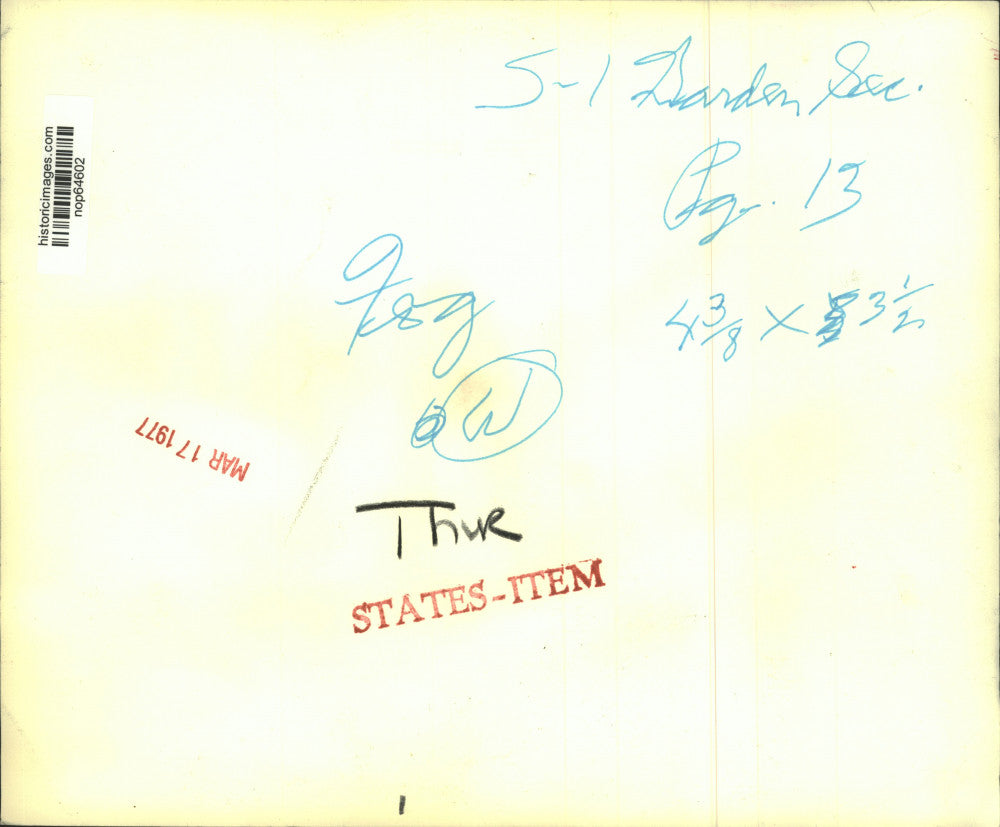 S-1 Garden Sec.
Pg. 13
4 3/8 X 3 1/2
W
historicimages.com
nop64602
MAR 17 1977
Thur
STATES-ITEM
1